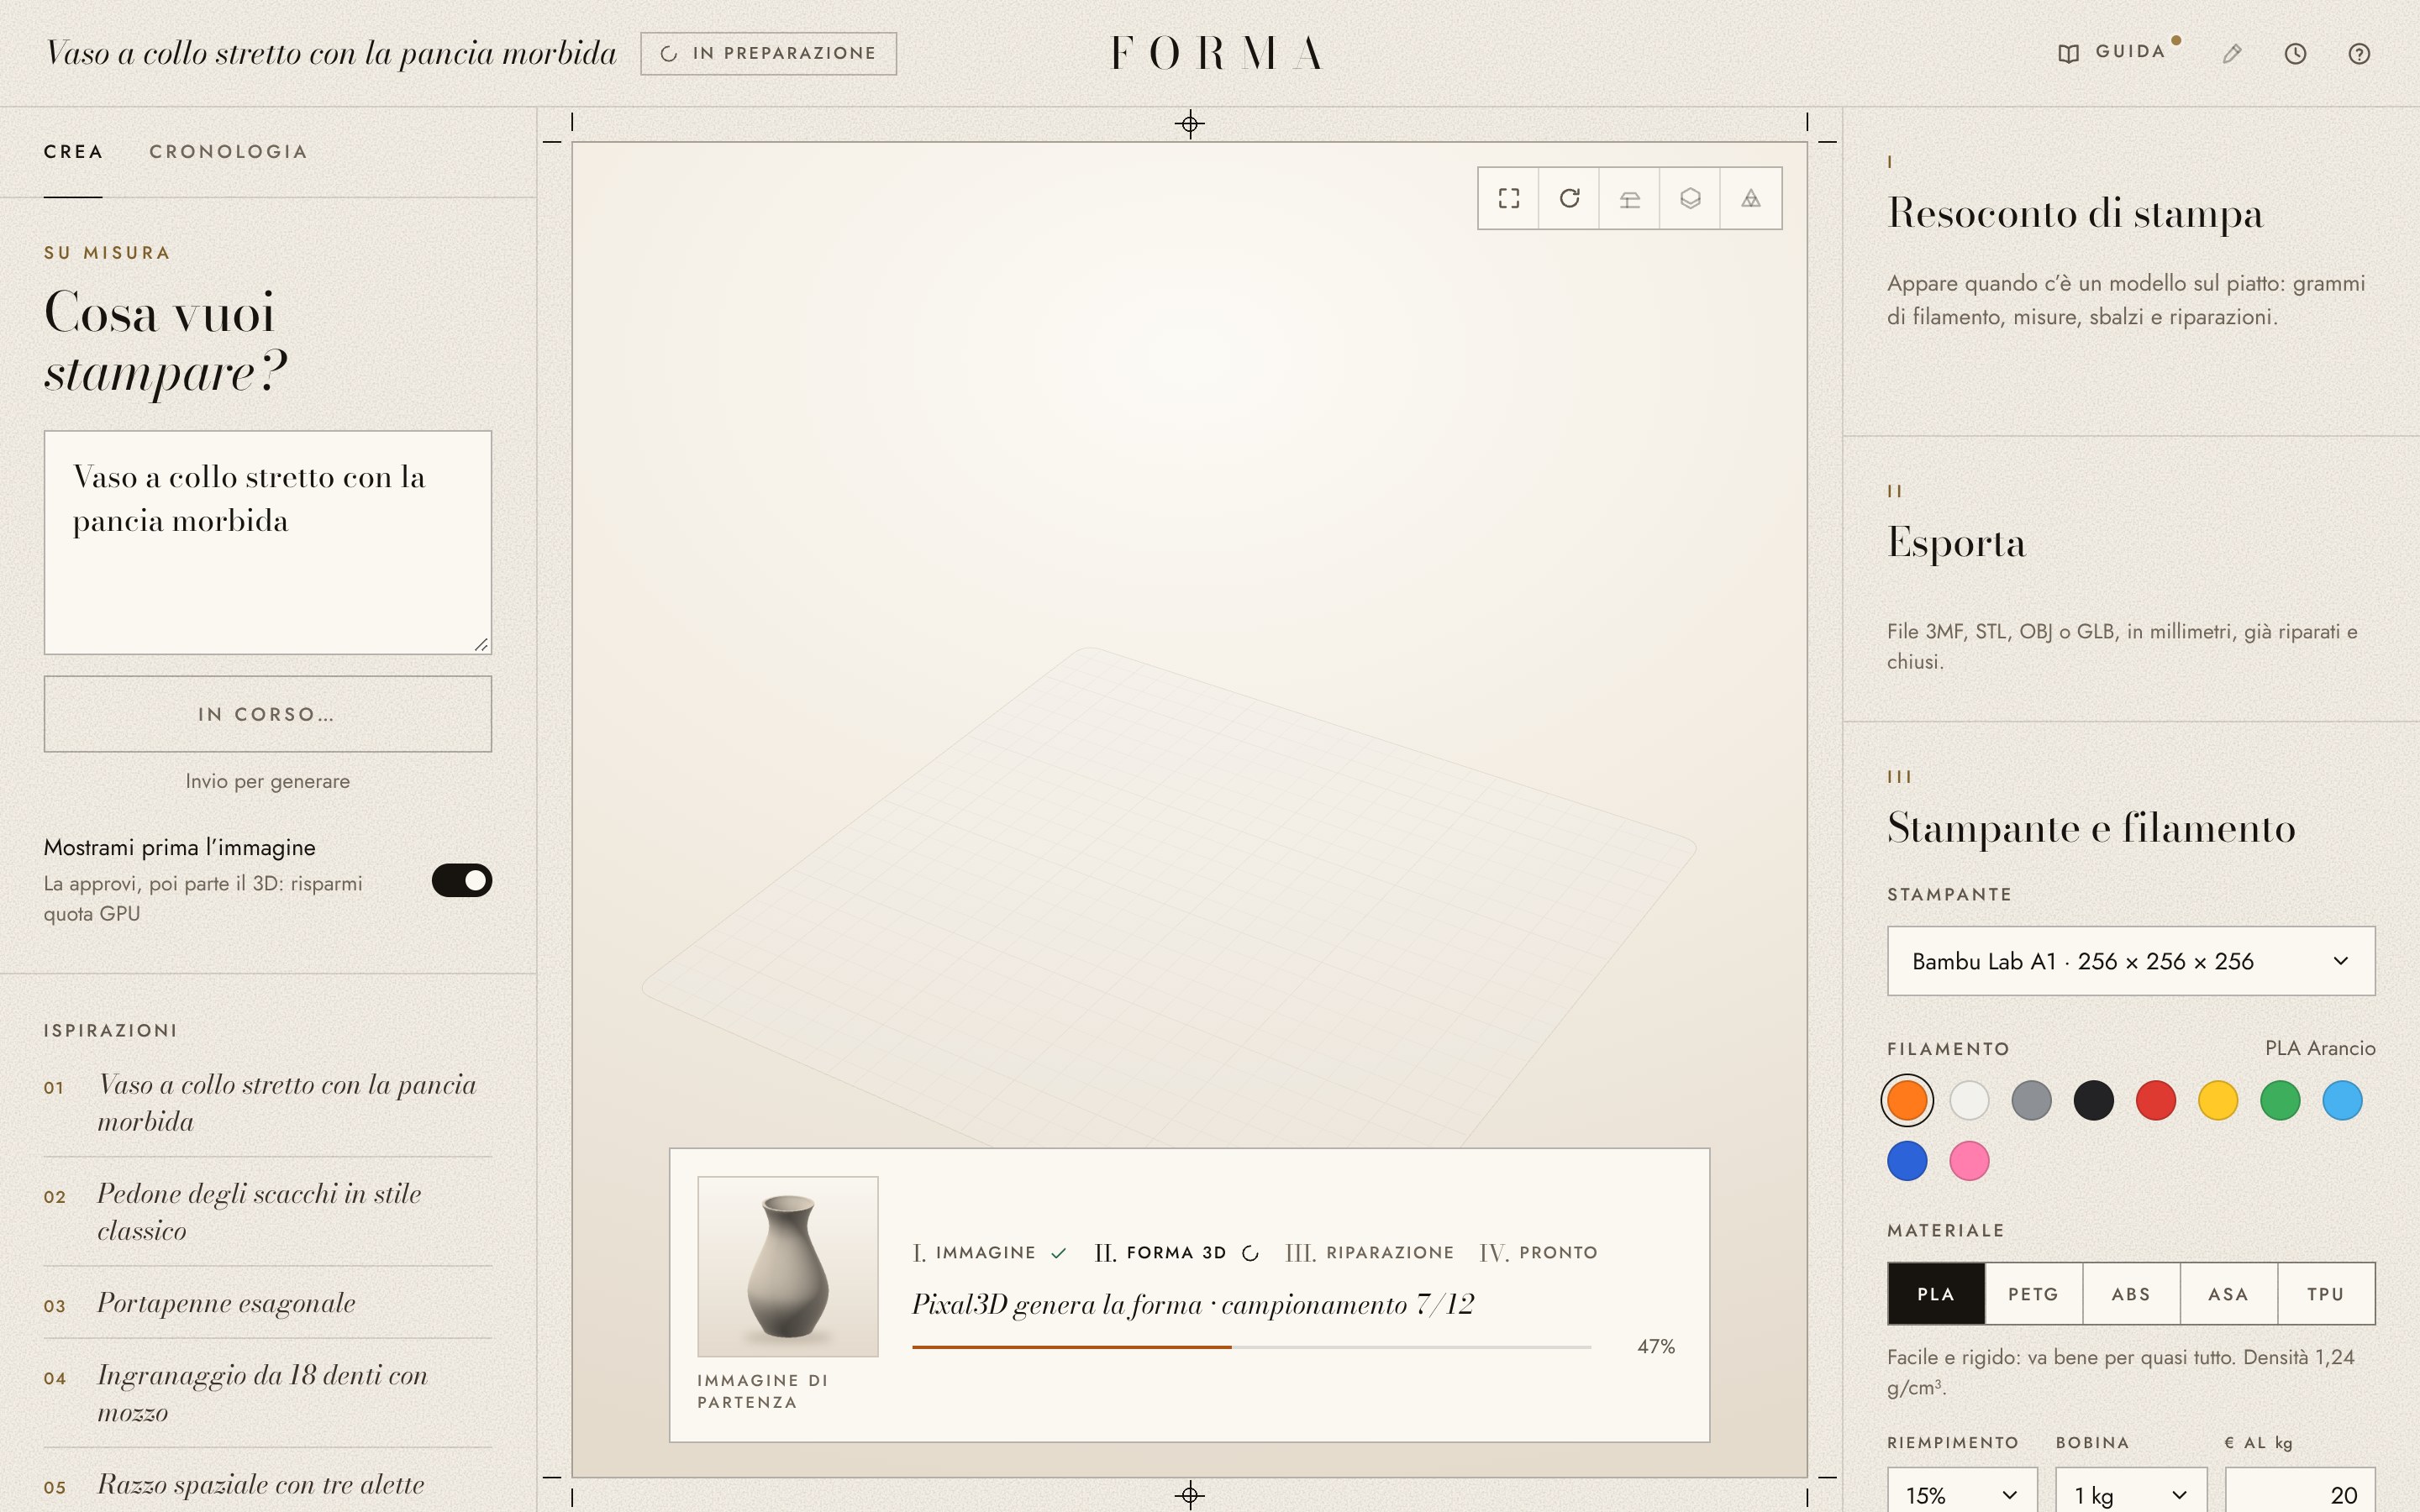 Vaso a collo stretto con la pancia morbida
IN PREPARAZIONE
FORMA
GUIDA
CREA
CRONOLOGIA
SU MISURA
Cosa vuoi
stampare?
Vaso a collo stretto con la
pancia morbida
IN CORSO…
Invio per generare
Mostrami prima l’immagine
La approvi, poi parte il 3D: risparmi
quota GPU
ISPIRAZIONI
01 Vaso a collo stretto con la pancia
morbida
02 Pedone degli scacchi in stile
classico
03 Portapenne esagonale
04 Ingranaggio da 18 denti con
mozzo
05 Razzo spaziale con tre alette
I. IMMAGINE II. FORMA 3D III. RIPARAZIONE IV. PRONTO
Pixal3D genera la forma · campionamento 7/12
47%
IMMAGINE DI
PARTENZA
I
Resoconto di stampa
Appare quando c’è un modello sul piatto: grammi
di filamento, misure, sbalzi e riparazioni.
II
Esporta
File 3MF, STL, OBJ o GLB, in millimetri, già riparati e
chiusi.
III
Stampante e filamento
STAMPANTE
Bambu Lab A1 · 256 × 256 × 256
FILAMENTO PLA Arancio
MATERIALE
PLA PETG ABS ASA TPU
Facile e rigido: va bene per quasi tutto. Densità 1,24
g/cm³.
RIEMPIMENTO BOBINA € AL kg
15% 1 kg 20